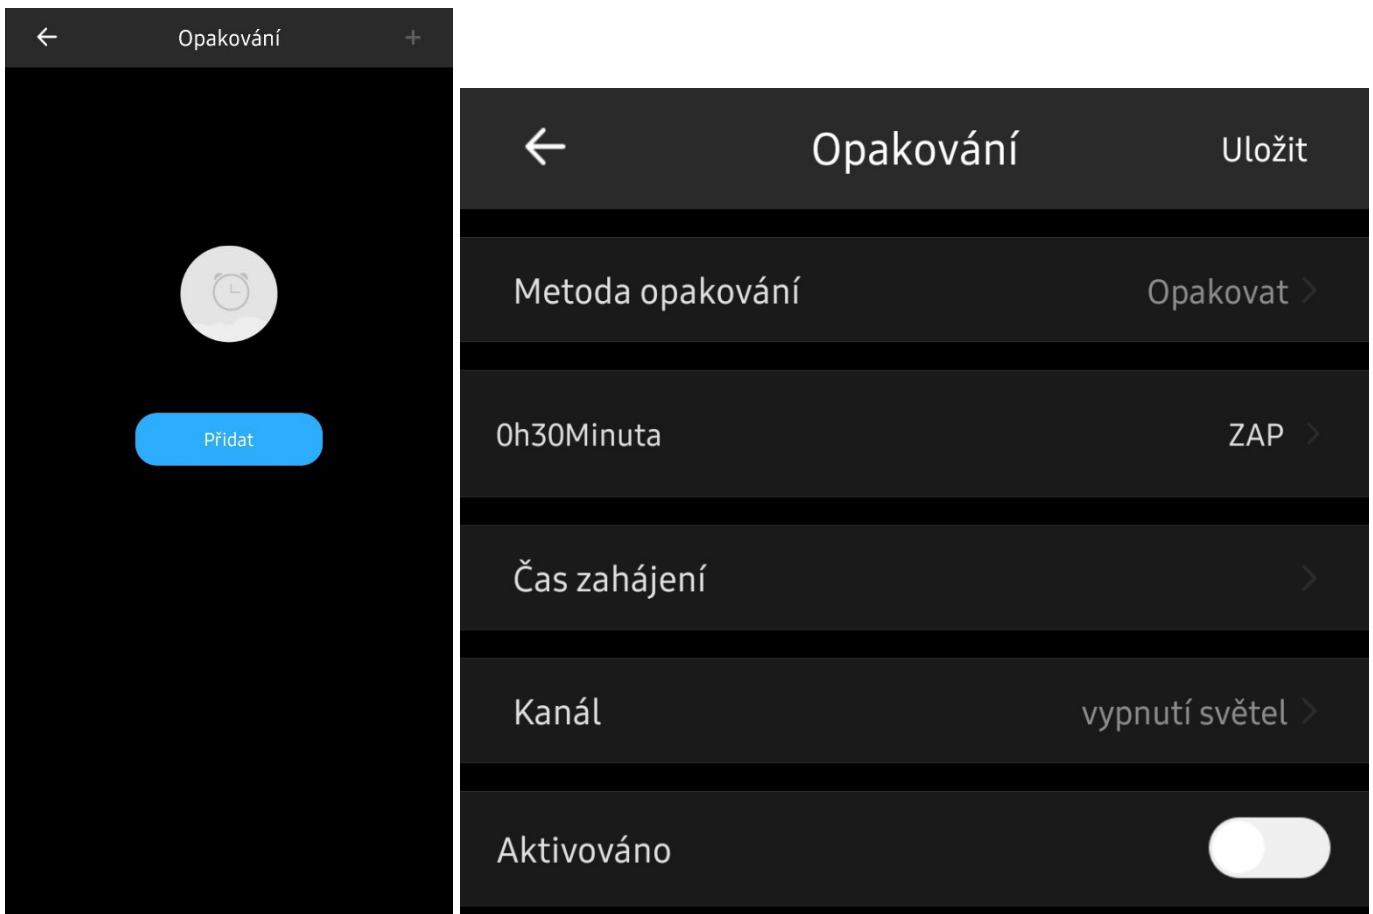 Opakování
Přidat
Opakování Uložit
Metoda opakování Opakovat
0h30Minuta ZAP
Čas zahájení
Kanál vypnutí světel
Aktivováno